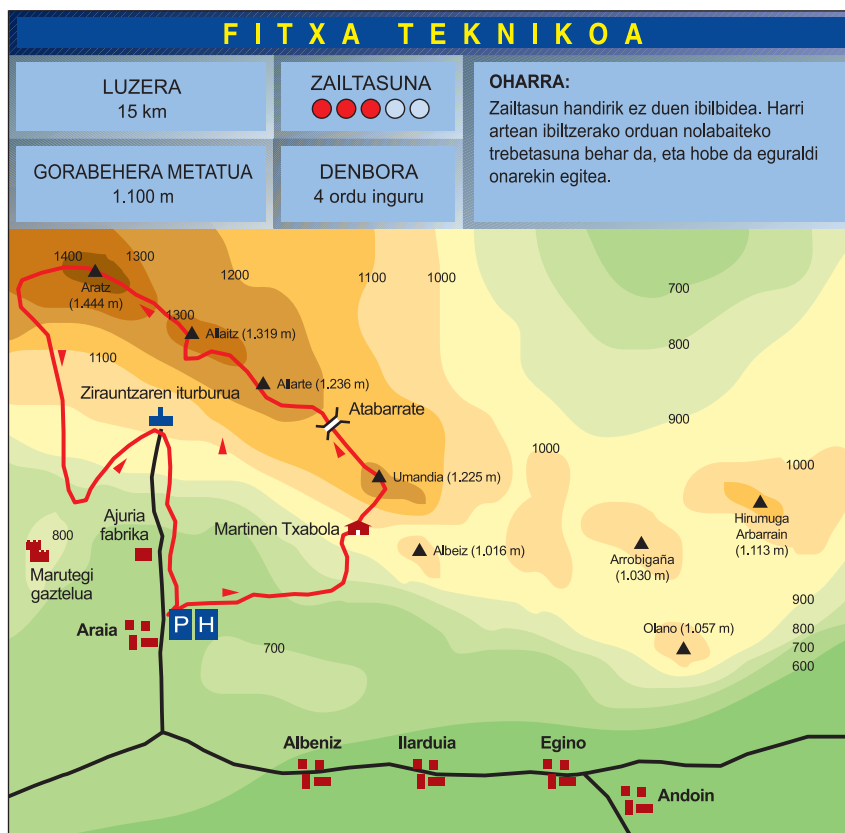 FITXA TEKNIKOA
LUZERA
15 km
ZAILTASUNA
GORABEHERA METATUA
1.100 m
DENBORA
4 ordu inguru
OHARRA:
Zailtasun handirik ez duen ibilbidea. Harri
artean ibiltzerako orduan nolabaiteko
trebetasuna behar da, eta hobe da eguraldi
onarekin egitea.
1400
1300
1200
1100
1000
700
Aratz
(1.444 m)
1300
Allaitz (1.319 m)
800
1100
Allarte (1.236 m)
Zirauntzaren iturburua
Atabarrate
900
1000
1000
Umandia (1.225 m)
Hirumuga
Arbarrain
(1.113 m)
Ajuria
fabrika
800
Martinen Txabola
Albeiz (1.016 m)
Arrobigaña
(1.030 m)
Marutegi
gaztelua
900
800
700
600
P H
Araia
Olano (1.057 m)
700
Albeniz
Ilarduia
Egino
Andoin